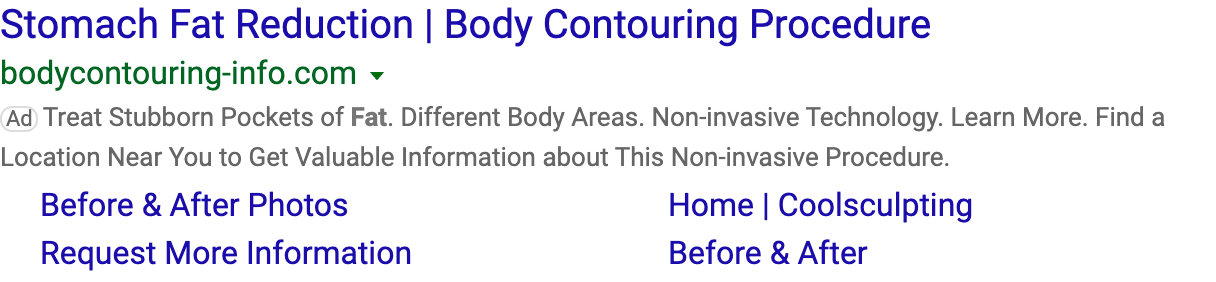 Stomach Fat Reduction | Body Contouring Procedure
bodycontouring-info.com
Ad Treat Stubborn Pockets of Fat. Different Body Areas. Non-invasive Technology. Learn More. Find a
Location Near You to Get Valuable Information about This Non-invasive Procedure.
Before & After Photos Home | Coolsculpting
Request More Information Before & After